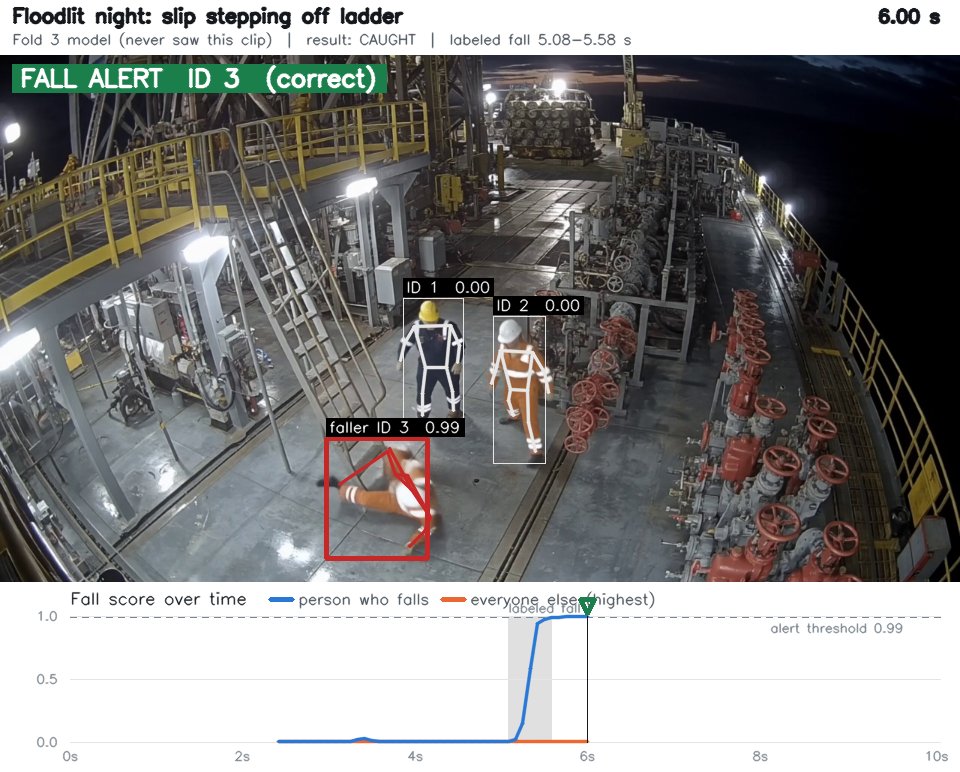 Floodlit night: slip stepping off ladder
6.00 s
Fold 3 model (never saw this clip) | result: CAUGHT | labeled fall 5.08–5.58 s
FALL ALERT ID 3 (correct)
ID 1 0.00
ID 2 0.00
faller ID 3 0.99
Fall score over time
person who falls
everyone else (highest)
labeled fall
1.0
alert threshold 0.99
0.5
0.0
0s 2s 4s 6s 8s 10s